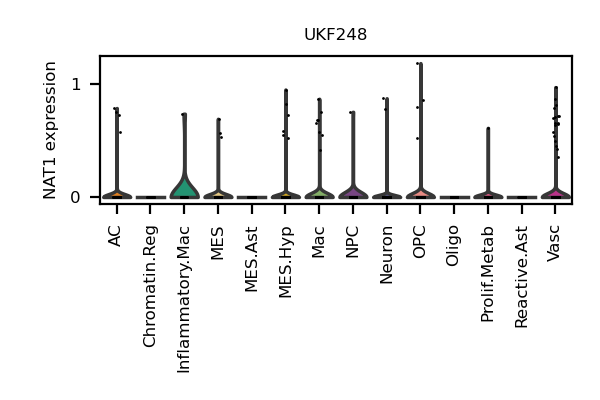 UKF248
NAT1 expression
1
0
AC
Chromatin.Reg
Inflammatory.Mac
MES
MES.Ast
MES.Hyp
Mac
NPC
Neuron
OPC
Oligo
Prolif.Metab
Reactive.Ast
Vasc